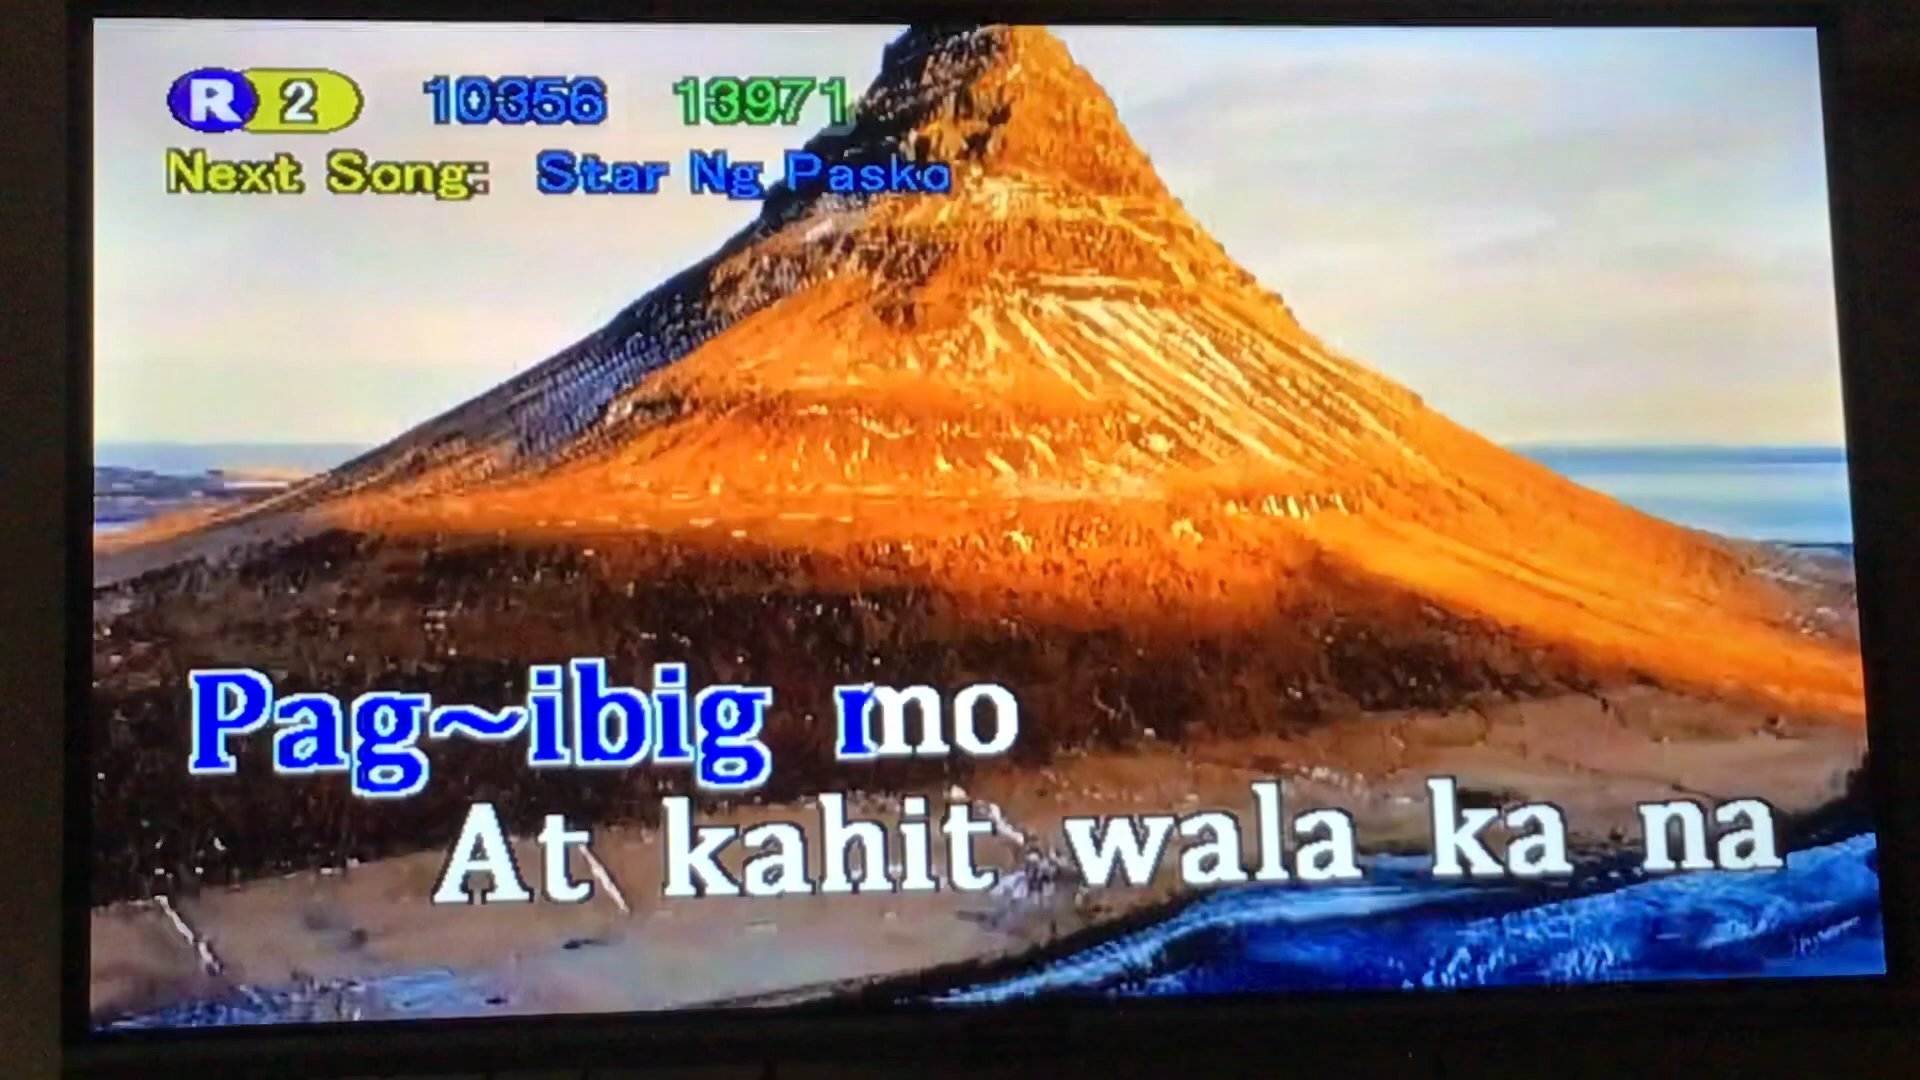 R 2 10356 13971
Next Song: Star Ng Pasko
Pag~ibig mo
At kahit wala ka na